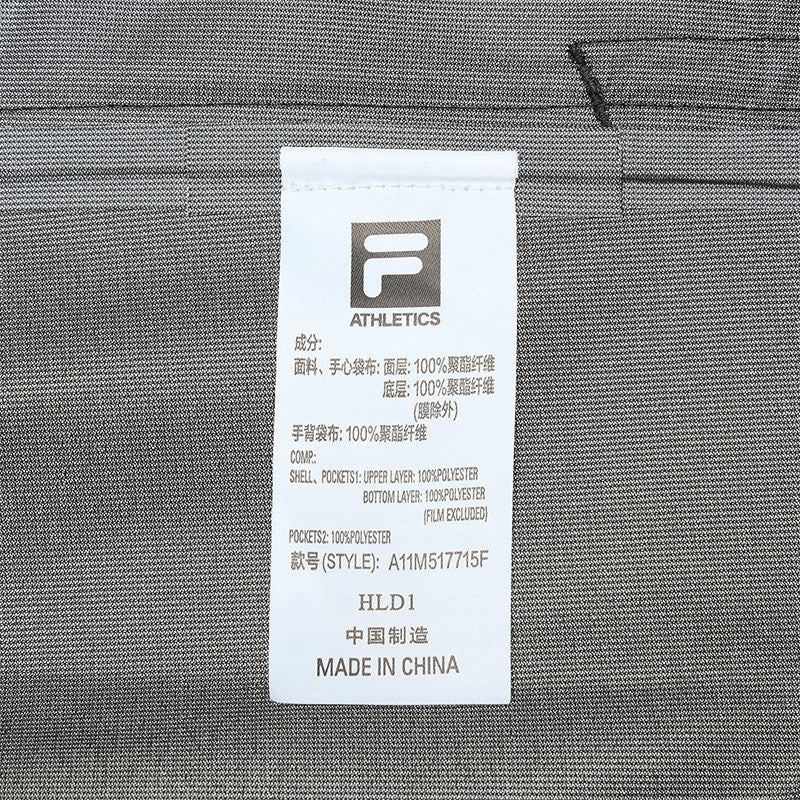 F
ATHLETICS
成分:
面料、手心袋布: 面层: 100%聚酯纤维
底层: 100%聚酯纤维
(膜除外)
手背袋布: 100%聚酯纤维
COMP.:
SHELL, POCKETS1: UPPER LAYER: 100%POLYESTER
BOTTOM LAYER: 100%POLYESTER
(FILM EXCLUDED)
POCKETS2: 100%POLYESTER
款号(STYLE): A11M517715F
HLD1
中国制造
MADE IN CHINA